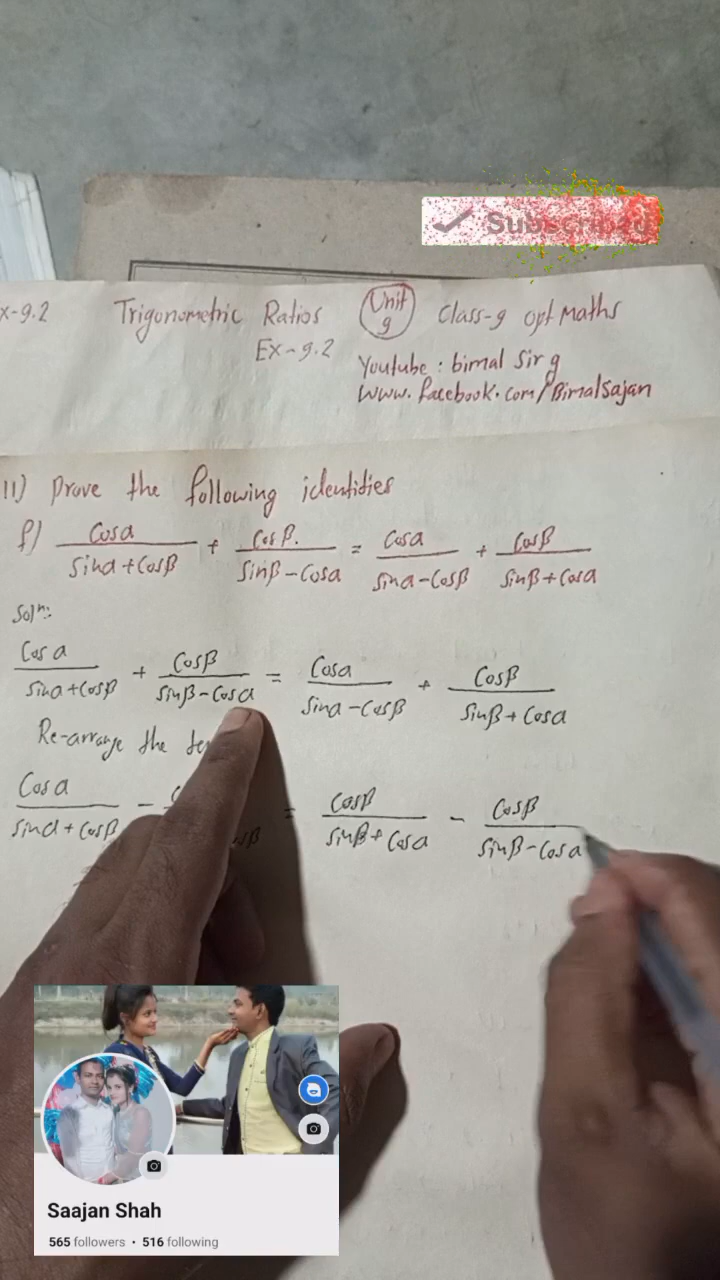 Subscribed
x-9.2 Trigonometric Ratios Unit 9 Class-9 opt Maths
Ex-9.2
Youtube : bimal sir g
www.facebook.com/Bimalsajan
11) Prove the following identities
f) Cosα/(Sinα+Cosβ) + Cosβ./(Sinβ-Cosα) = Cosα/(Sinα-Cosβ) + Cosβ/(Sinβ+Cosα)
Solⁿ:
Cosα/(Sinα+Cosβ) + Cosβ/(Sinβ-Cosα) = Cosα/(Sinα-Cosβ) + Cosβ/(Sinβ+Cosα)
Re-arrange the
Cosα/(Sinα+Cosβ) - = Cosβ/(Sinβ+Cosα) - Cosβ/(Sinβ-Cosα)
Saajan Shah
565 followers • 516 following